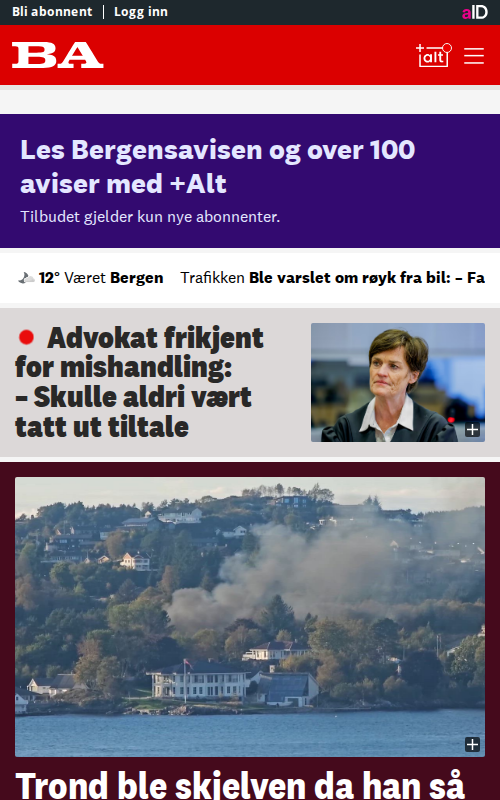 Bli abonnent
Logg inn
aID
BA
+alt
Les Bergensavisen og over 100
aviser med +Alt
Tilbudet gjelder kun nye abonnenter.
12° Været Bergen Trafikken Ble varslet om røyk fra bil: – Fa
Advokat frikjent
for mishandling:
– Skulle aldri vært
tatt ut tiltale
Trond ble skjelven da han så